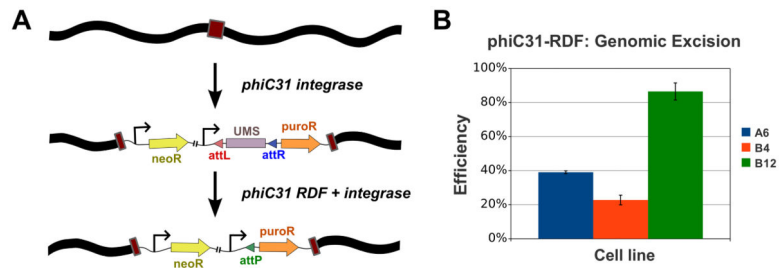 A
phiC31 integrase
UMS
puroR
neoR
attL
attR
phiC31 RDF + integrase
puroR
neoR
attP
B
phiC31-RDF: Genomic Excision
Efficiency
100%
80%
60%
40%
20%
0%
Cell line
A6
B4
B12